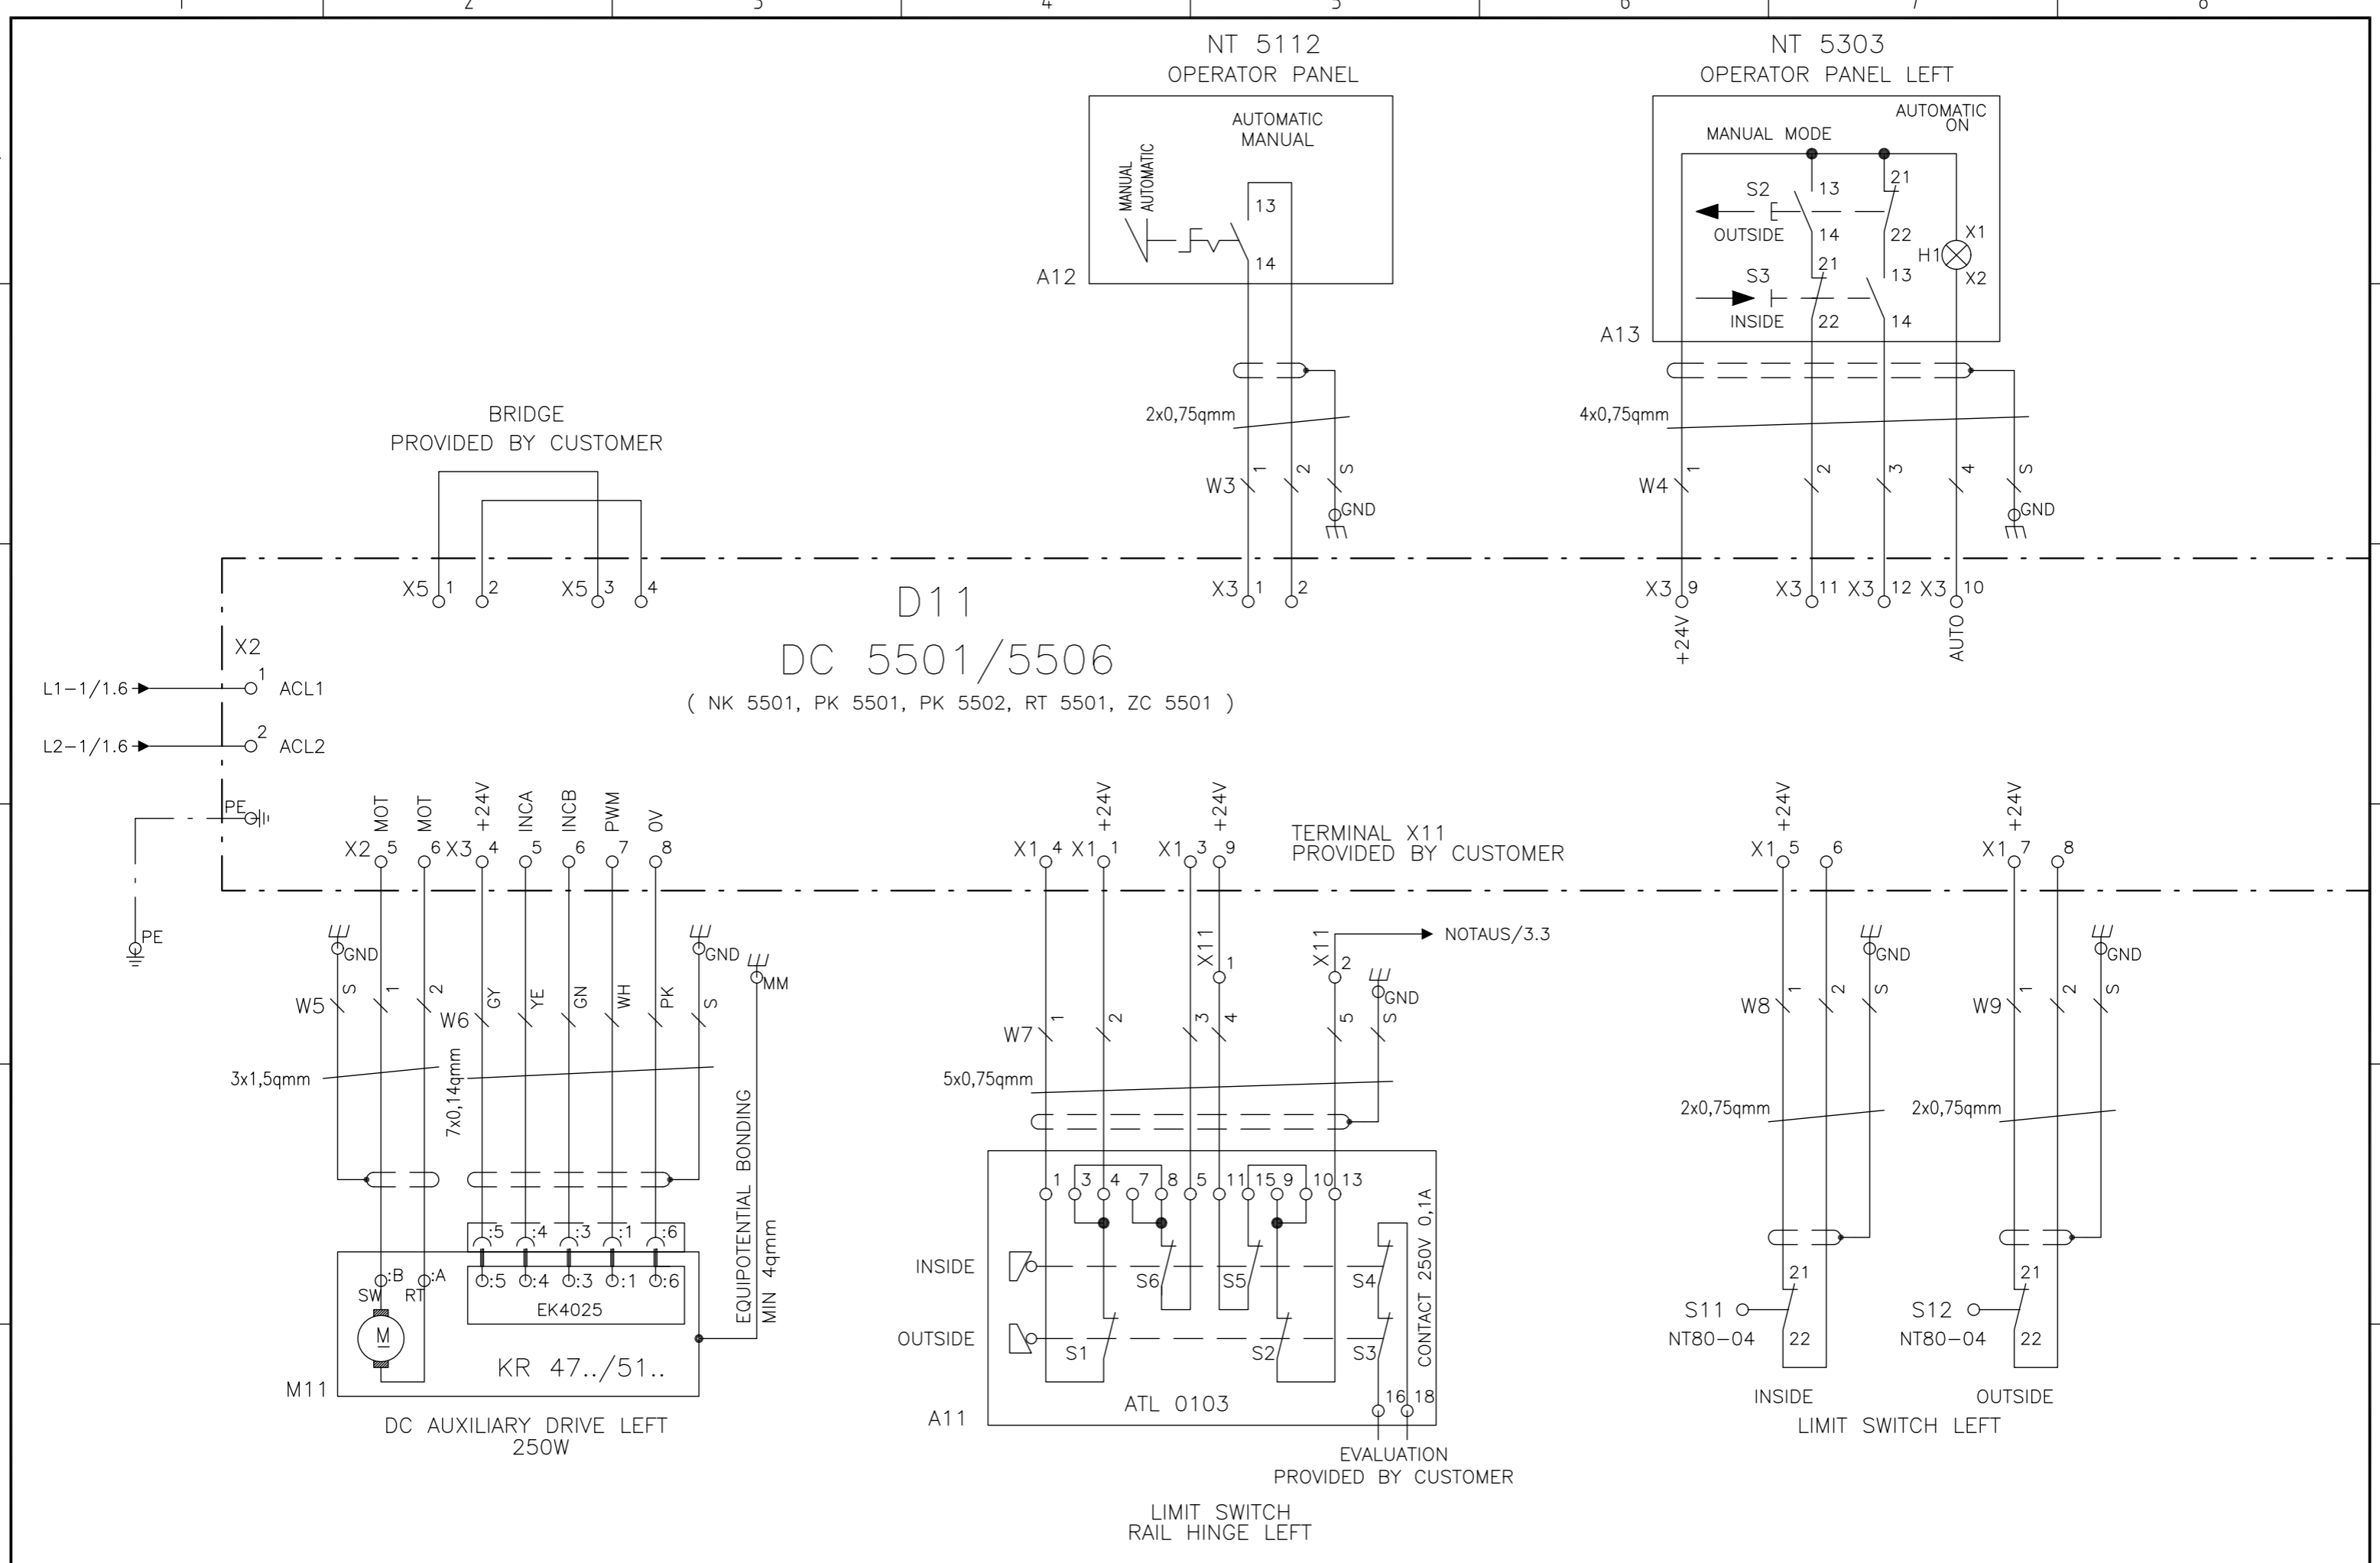 1 2 3 4 5 6 7 8
NT 5112
OPERATOR PANEL
AUTOMATIC
MANUAL
MANUAL
AUTOMATIC
13
14
A12
2x0,75qmm
W3 1 2 S
GND
NT 5303
OPERATOR PANEL LEFT
AUTOMATIC
ON
MANUAL MODE
S2 13 21
OUTSIDE 14 22
H1 X1
X2
S3 21 13
INSIDE 22 14
A13
4x0,75qmm
W4 1 2 3 4 S
GND
BRIDGE
PROVIDED BY CUSTOMER
X5 1 2 X5 3 4
X3 1 2
X3 9 X3 11 X3 12 X3 10
+24V AUTO
D11
DC 5501/5506
( NK 5501, PK 5501, PK 5502, RT 5501, ZC 5501 )
X2
L1-1/1.6 1 ACL1
L2-1/1.6 2 ACL2
PE
PE
MOT MOT +24V INCA INCB PWM 0V
X2 5 6 X3 4 5 6 7 8
+24V +24V
X1 4 X1 1 X1 3 9
TERMINAL X11
PROVIDED BY CUSTOMER
+24V +24V
X1 5 6 X1 7 8
GND GND MM
W5 S 1 2
W6 GY YE GN WH PK S
3x1,5qmm
7x0,14qmm
EQUIPOTENTIAL BONDING
MIN 4qmm
:5 :4 :3 :1 :6
:B :A :5 :4 :3 :1 :6
SW RT
EK4025
M
KR 47../51..
M11
DC AUXILIARY DRIVE LEFT
250W
X11 1 X11 2
NOTAUS/3.3
GND
W7 1 2 3 4 5 S
5x0,75qmm
1 3 4 7 8 5 11 15 9 10 13
INSIDE S6 S5 S4
OUTSIDE S1 S2 S3
CONTACT 250V 0,1A
ATL 0103
16 18
A11
EVALUATION
PROVIDED BY CUSTOMER
LIMIT SWITCH
RAIL HINGE LEFT
GND GND
W8 1 2 S
W9 1 2 S
2x0,75qmm 2x0,75qmm
21 21
S11 S12
NT80-04 22 NT80-04 22
INSIDE OUTSIDE
LIMIT SWITCH LEFT